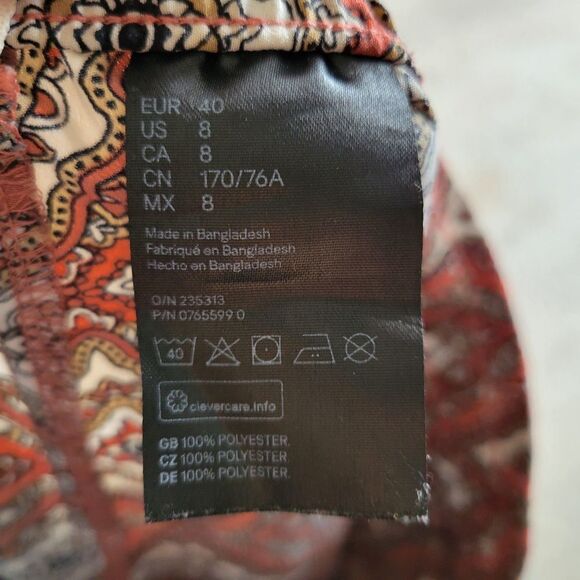 EUR 40
US 8
CA 8
CN 170/76A
MX 8
Made in Bangladesh
Fabriqué en Bangladesh
Hecho en Bangladesh
O/N 235313
P/N 0765599 0
40
clevercare.info
GB 100% POLYESTER.
CZ 100% POLYESTER.
DE 100% POLYESTER.